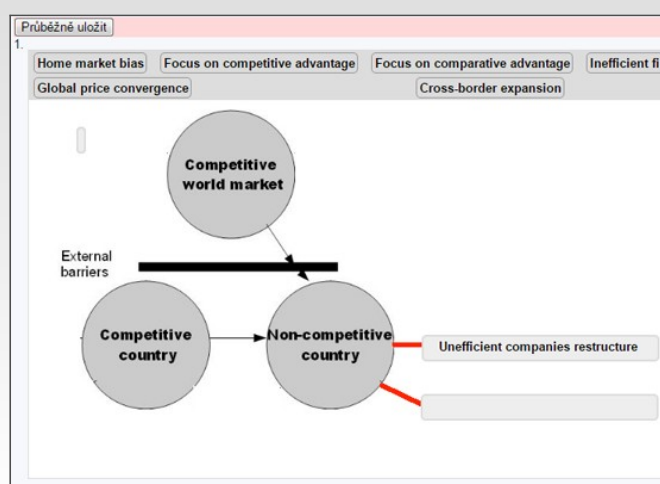 Průběžně uložit
1.
Home market bias Focus on competitive advantage Focus on comparative advantage Inefficient
Global price convergence Cross-border expansion
Competitive
world market
External
barriers
Competitive
country
Non-competitive
country
Unefficient companies restructure